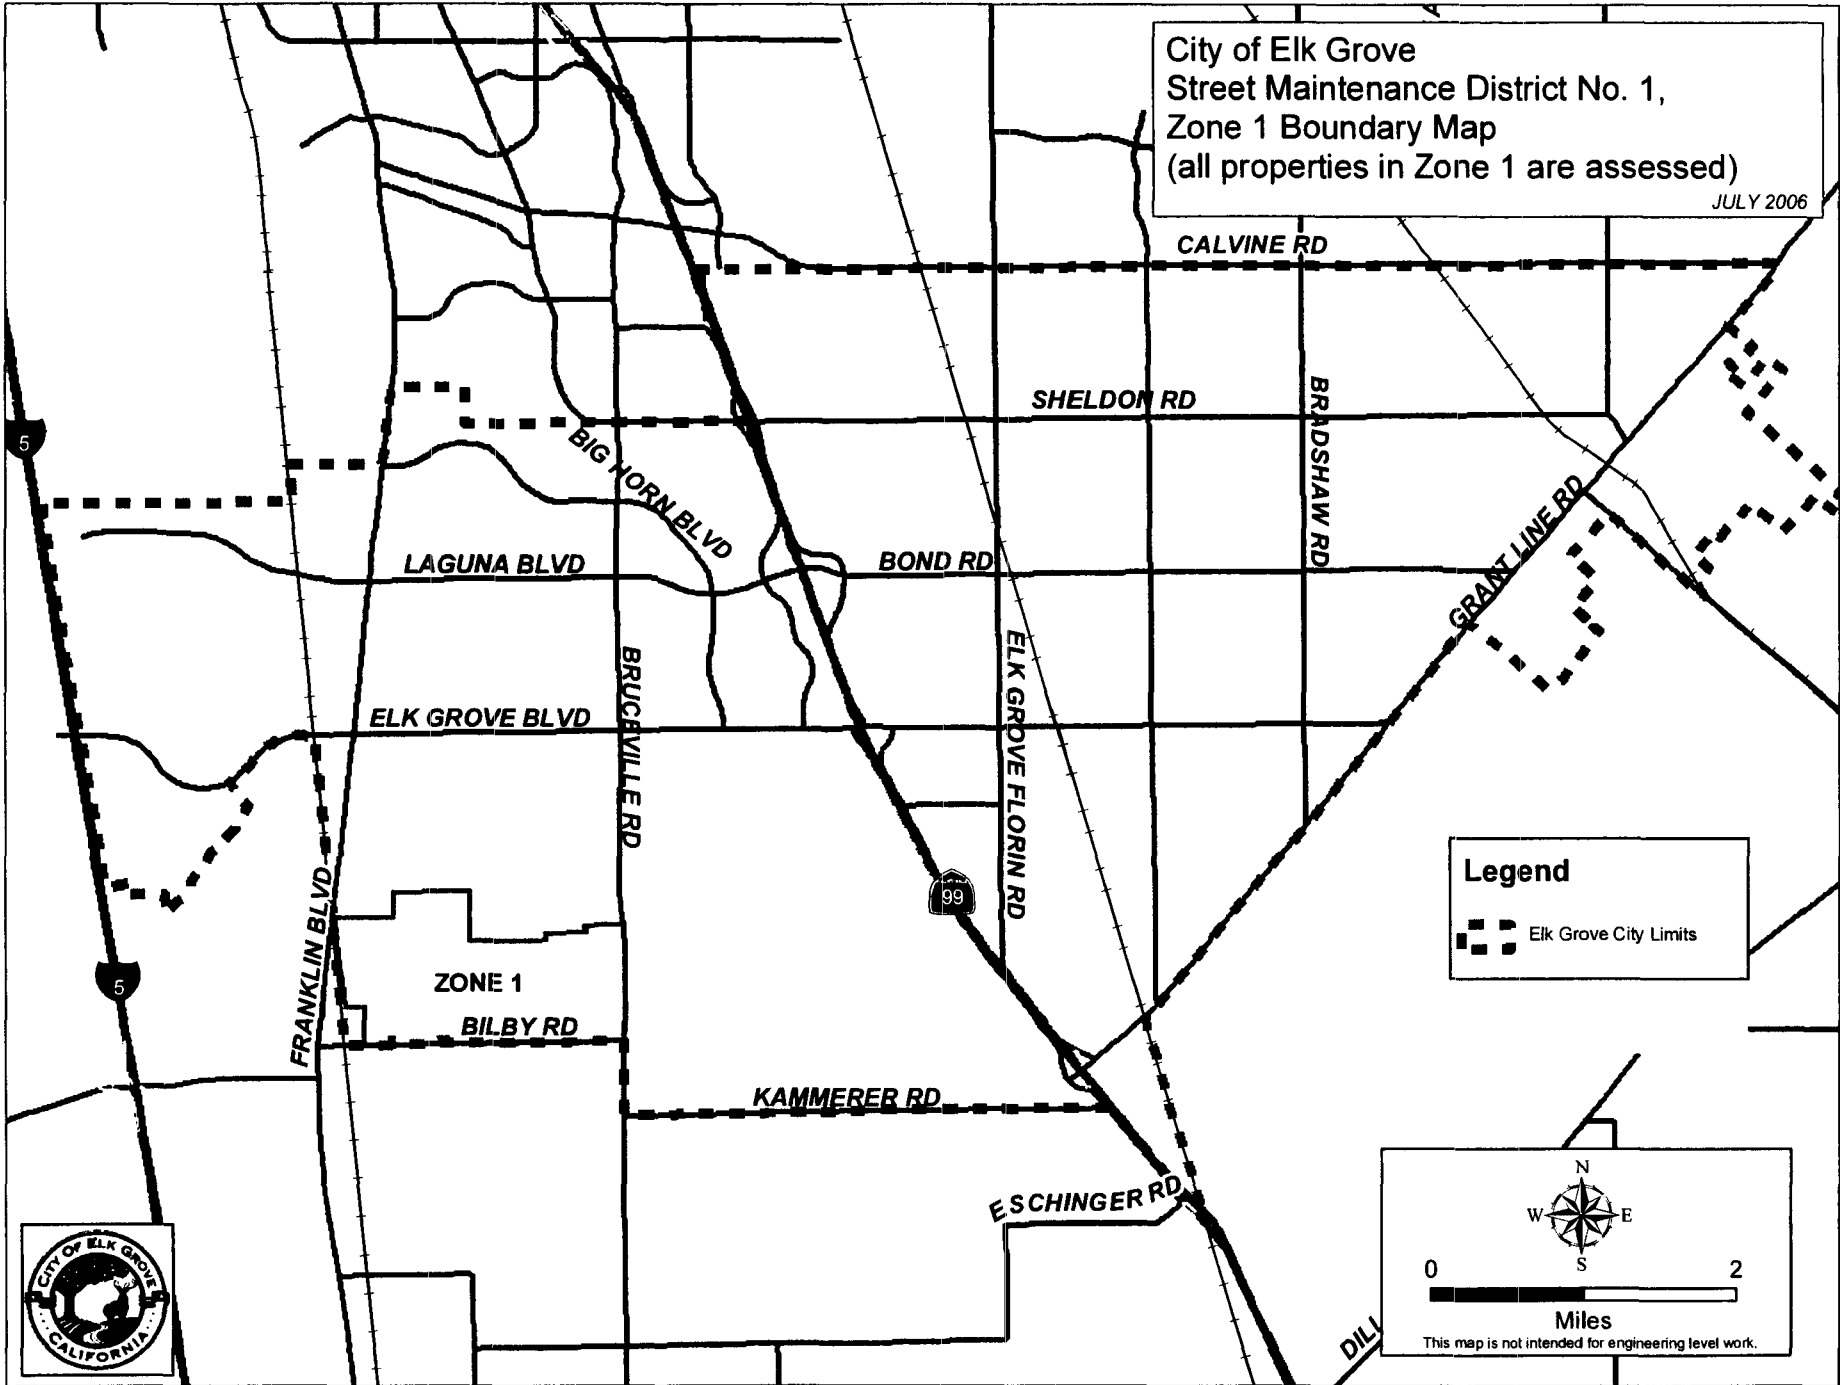 City of Elk Grove
Street Maintenance District No. 1,
Zone 1 Boundary Map
(all properties in Zone 1 are assessed)
JULY 2006
CALVINE RD
SHELDON RD
BRADSHAW RD
5
BIG HORN BLVD
GRANT LINE RD
LAGUNA BLVD
BOND RD
ELK GROVE BLVD
BRUCEVILLE RD
ELK GROVE FLORIN RD
99
Legend
Elk Grove City Limits
FRANKLIN BLVD
ZONE 1
5
BILBY RD
KAMMERER RD
ESCHINGER RD
N
W E
S
0 2
Miles
This map is not intended for engineering level work.
CITY OF ELK GROVE
CALIFORNIA